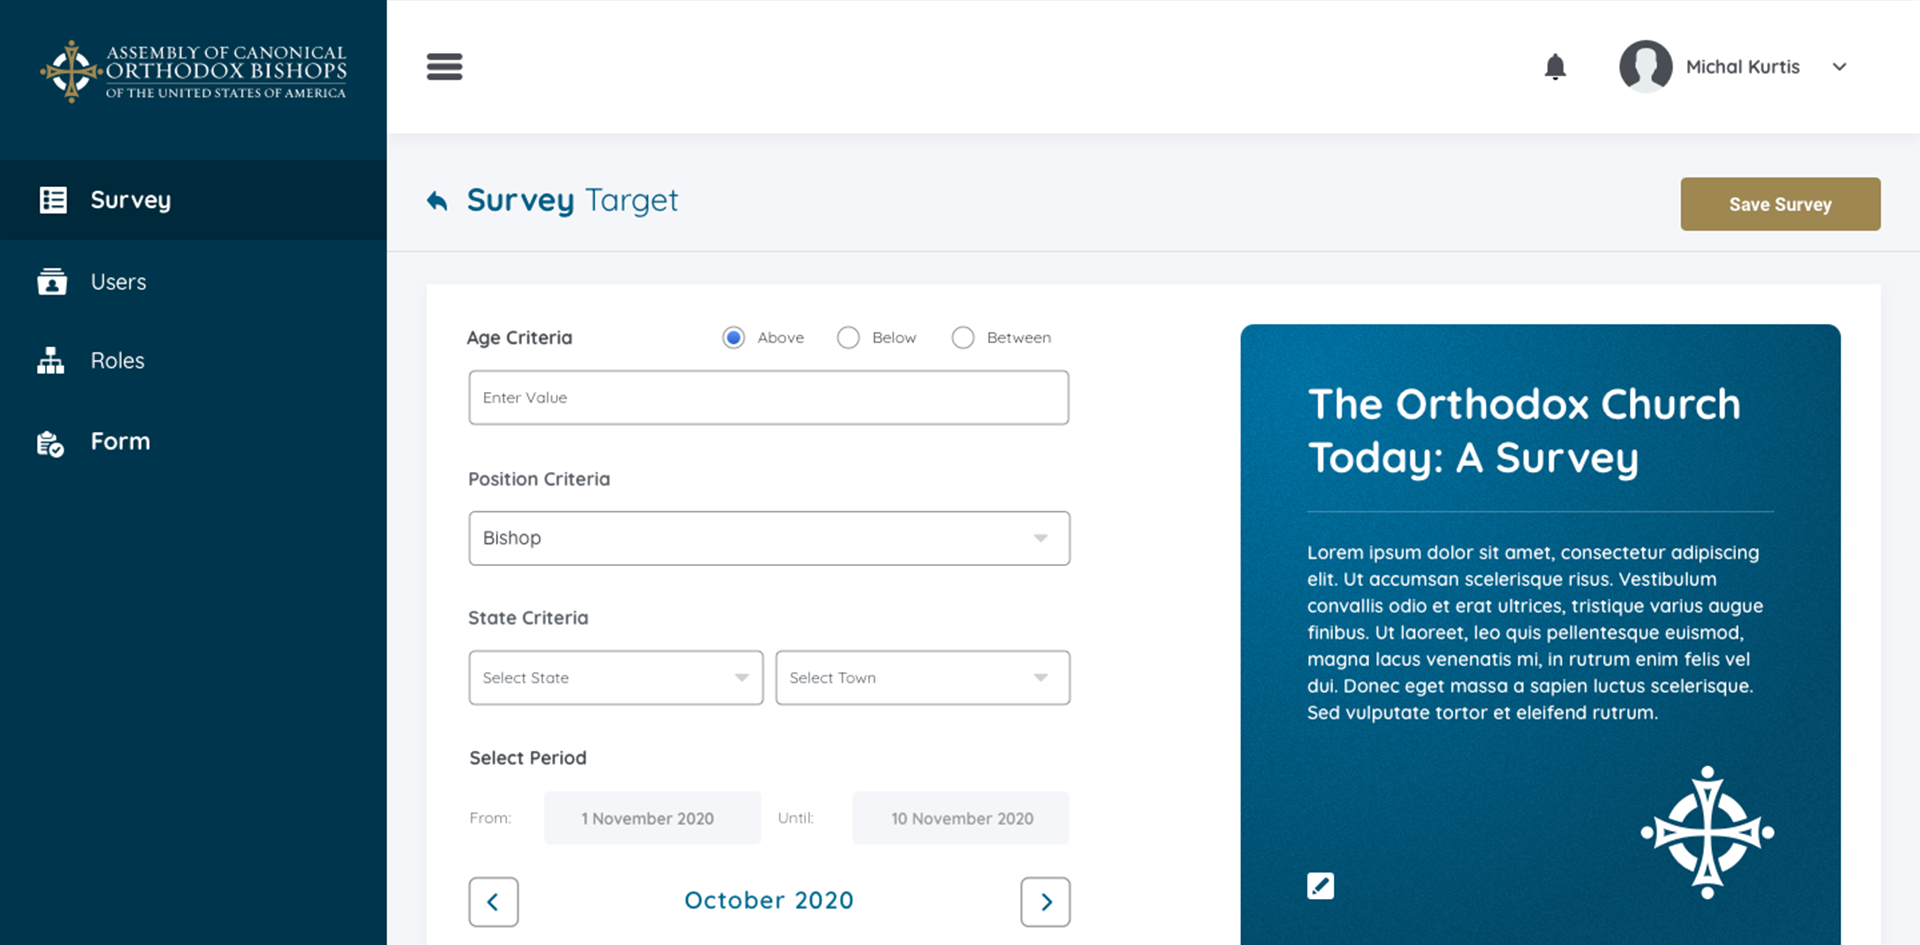 ASSEMBLY OF CANONICAL
ORTHODOX BISHOPS
OF THE UNITED STATES OF AMERICA
Michal Kurtis
Survey
Users
Roles
Form
Survey Target
Save Survey
Age Criteria
Above
Below
Between
Enter Value
Position Criteria
Bishop
State Criteria
Select State
Select Town
Select Period
From:
1 November 2020
Until:
10 November 2020
October 2020
The Orthodox Church
Today: A Survey
Lorem ipsum dolor sit amet, consectetur adipiscing
elit. Ut accumsan scelerisque risus. Vestibulum
convallis odio et erat ultrices, tristique varius augue
finibus. Ut laoreet, leo quis pellentesque euismod,
magna lacus venenatis mi, in rutrum enim felis vel
dui. Donec eget massa a sapien luctus scelerisque.
Sed vulputate tortor et eleifend rutrum.